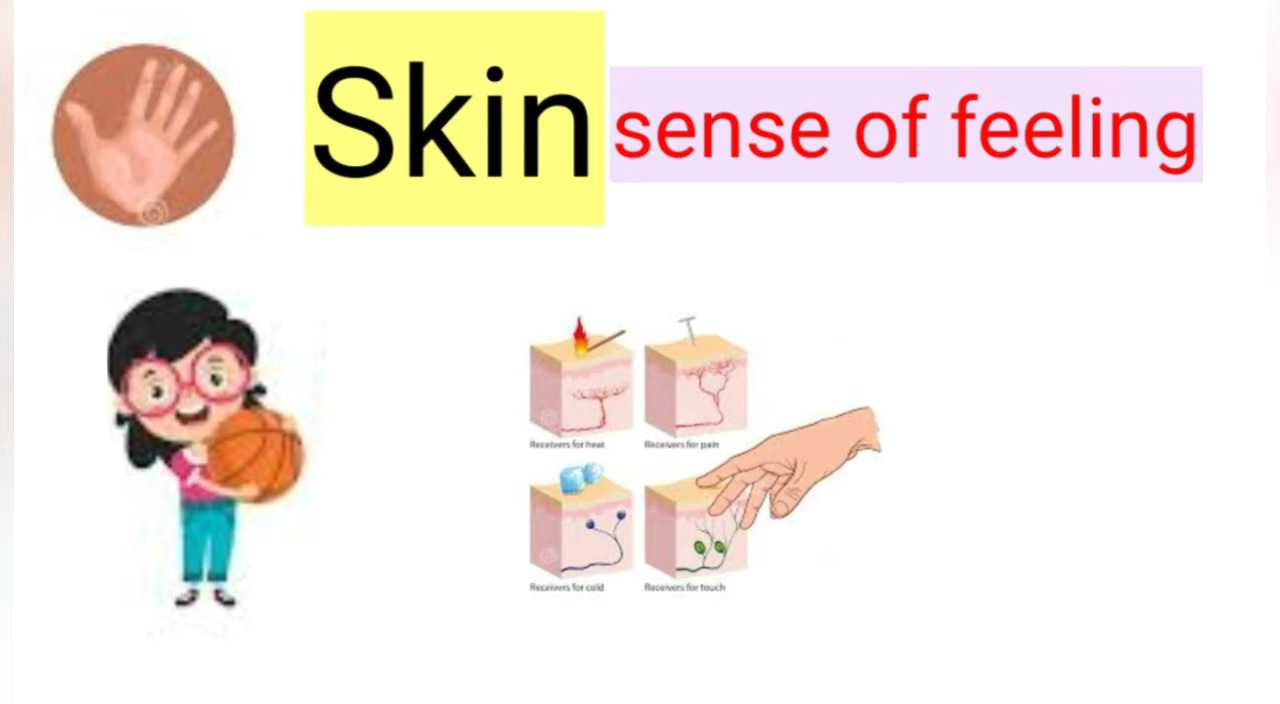 Skin
sense of feeling
Receivers for heat
Receivers for pain
Receivers for cold
Receivers for touch